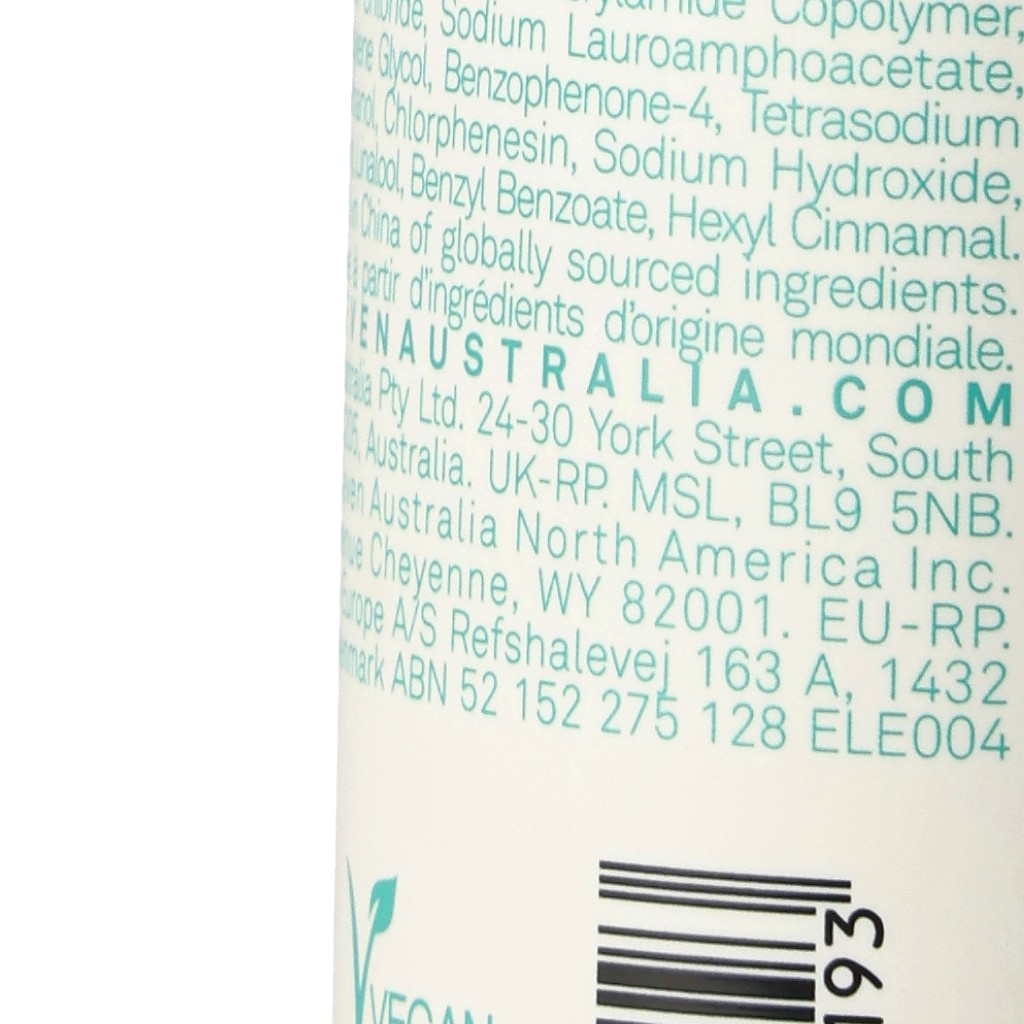 Copolymer,
Sodium Lauroamphoacetate,
Glycol, Benzophenone-4, Tetrasodium
Chlorphenesin, Sodium Hydroxide,
Benzyl Benzoate, Hexyl Cinnamal.
China of globally sourced ingredients.
à partir d'ingrédients d'origine mondiale.
VENAUSTRALIA.COM
Pty Ltd. 24-30 York Street, South
Australia. UK-RP. MSL, BL9 5NB.
Australia North America Inc.
Cheyenne, WY 82001. EU-RP.
Europe A/S Refshalevej 163 A, 1432
ABN 52 152 275 128 ELE004
VEGAN
193